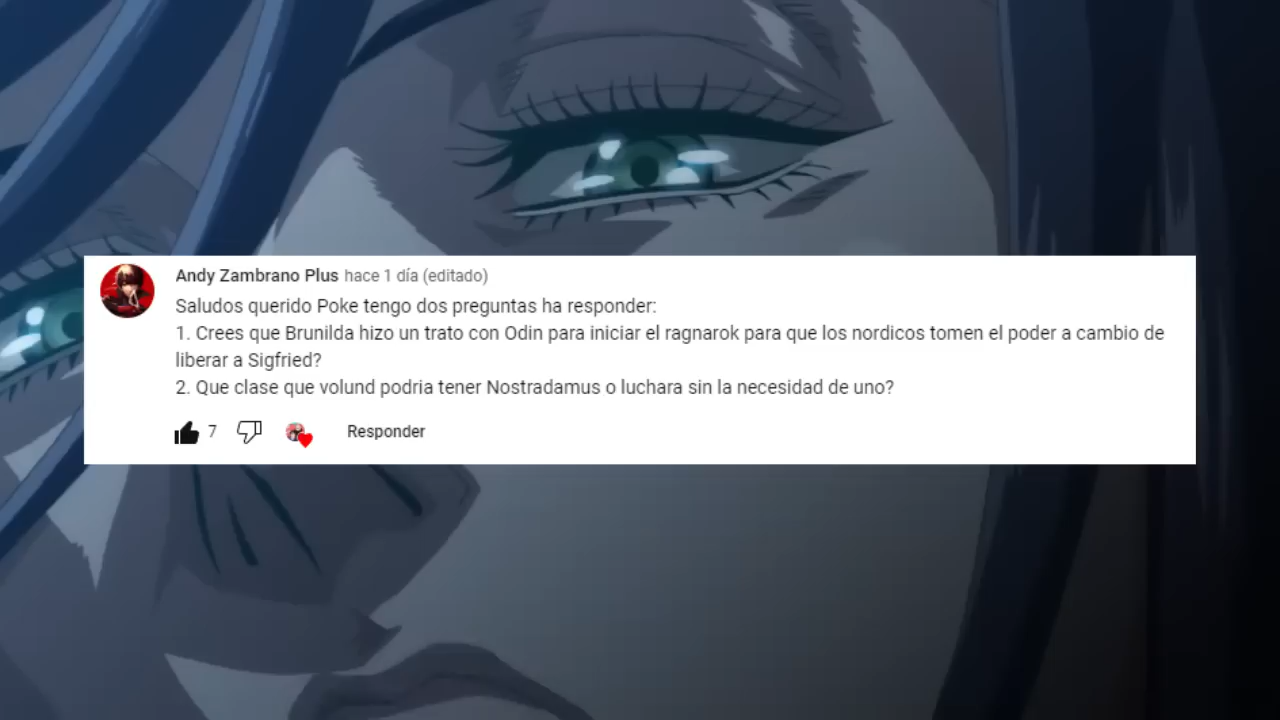 Andy Zambrano Plus hace 1 día (editado)
Saludos querido Poke tengo dos preguntas ha responder:
1. Crees que Brunilda hizo un trato con Odin para iniciar el ragnarok para que los nordicos tomen el poder a cambio de
liberar a Sigfried?
2. Que clase que volund podria tener Nostradamus o luchara sin la necesidad de uno?
7
Responder